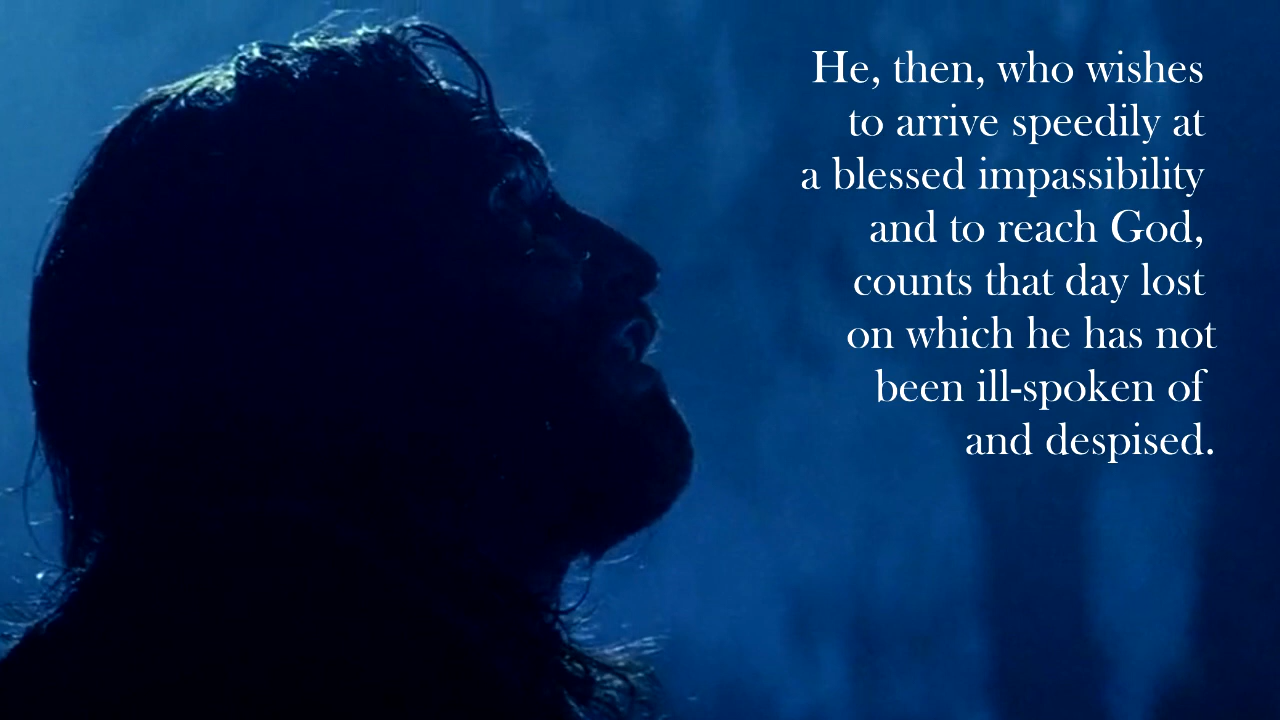 He, then, who wishes
to arrive speedily at
a blessed impassibility
and to reach God,
counts that day lost
on which he has not
been ill-spoken of
and despised.